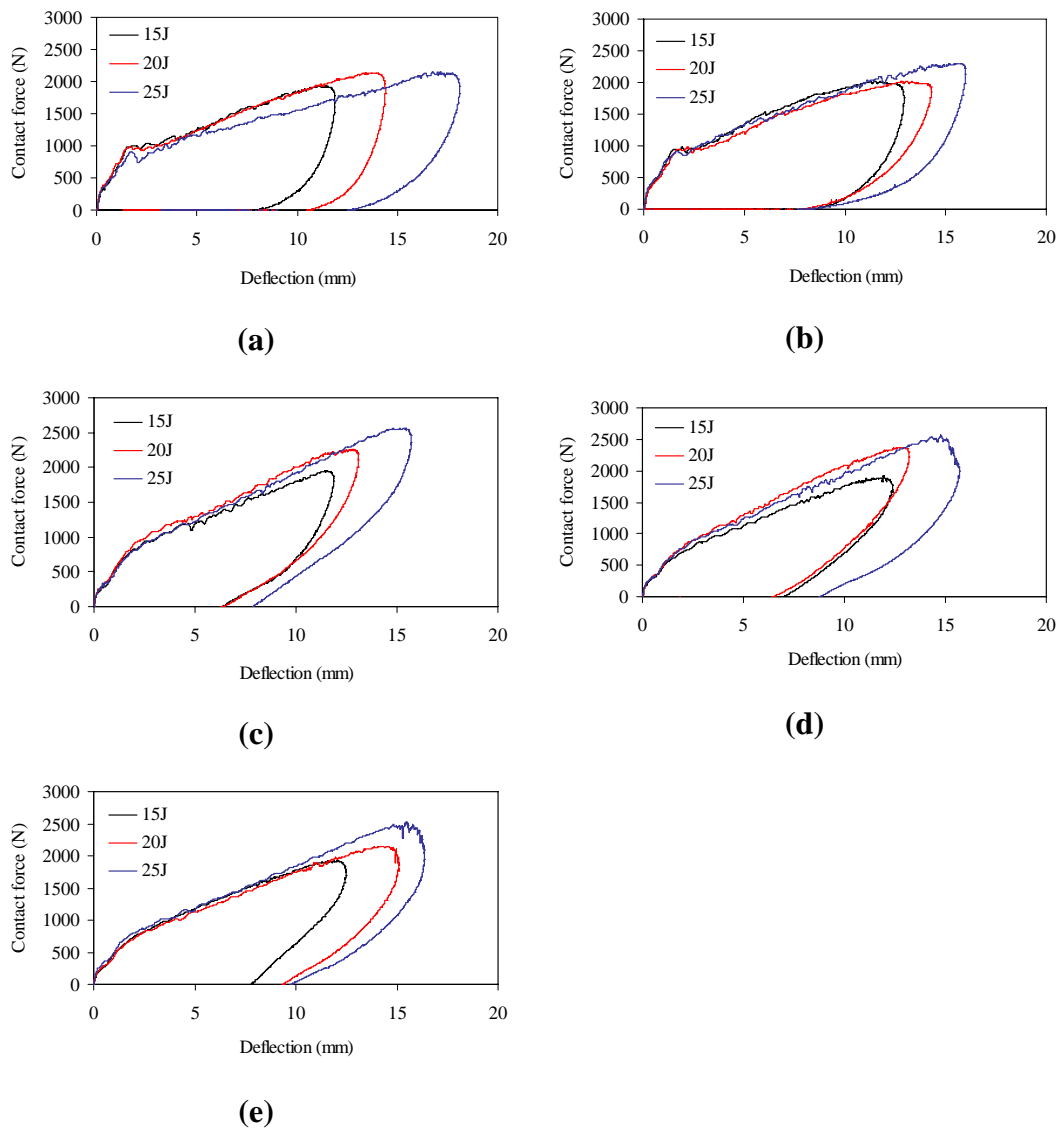 3000
2500
2000
1500
1000
500
0
Contact force (N)
15J
20J
25J
0 5 10 15 20
Deflection (mm)
(a)
3000
2500
2000
1500
1000
500
0
Contact force (N)
15J
20J
25J
0 5 10 15 20
Deflection (mm)
(b)
3000
2500
2000
1500
1000
500
0
Contact force (N)
15J
20J
25J
0 5 10 15 20
Deflection (mm)
(c)
3000
2500
2000
1500
1000
500
0
Contact force (N)
15J
20J
25J
0 5 10 15 20
Deflection (mm)
(d)
3000
2500
2000
1500
1000
500
0
Contact force (N)
15J
20J
25J
0 5 10 15 20
Deflection (mm)
(e)